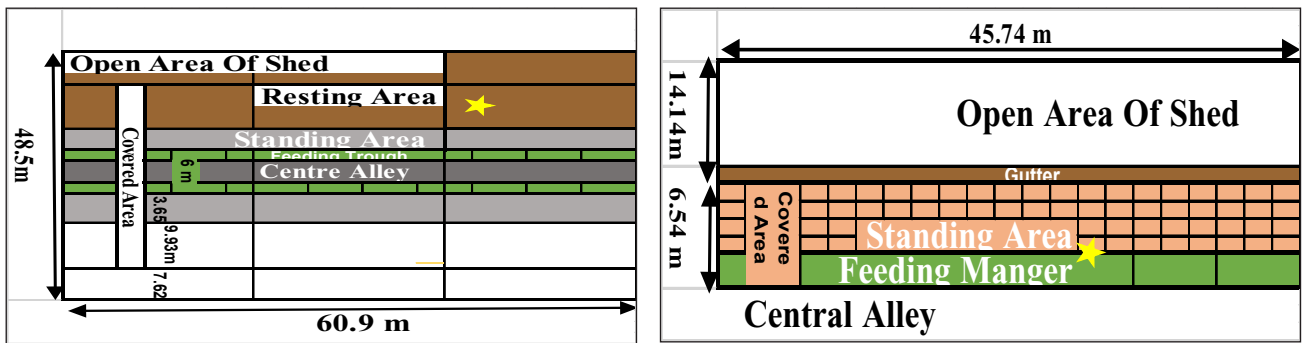 Open Area Of Shed
Resting Area
Standing Area
Feeding Trough
Centre Alley
Covered Area
6 m
3.65
9.93m
7.62
48.5m
60.9 m
45.74 m
14.14m
Open Area Of Shed
Gutter
6.54 m
Covere
d Area
Standing Area
Feeding Manger
Central Alley